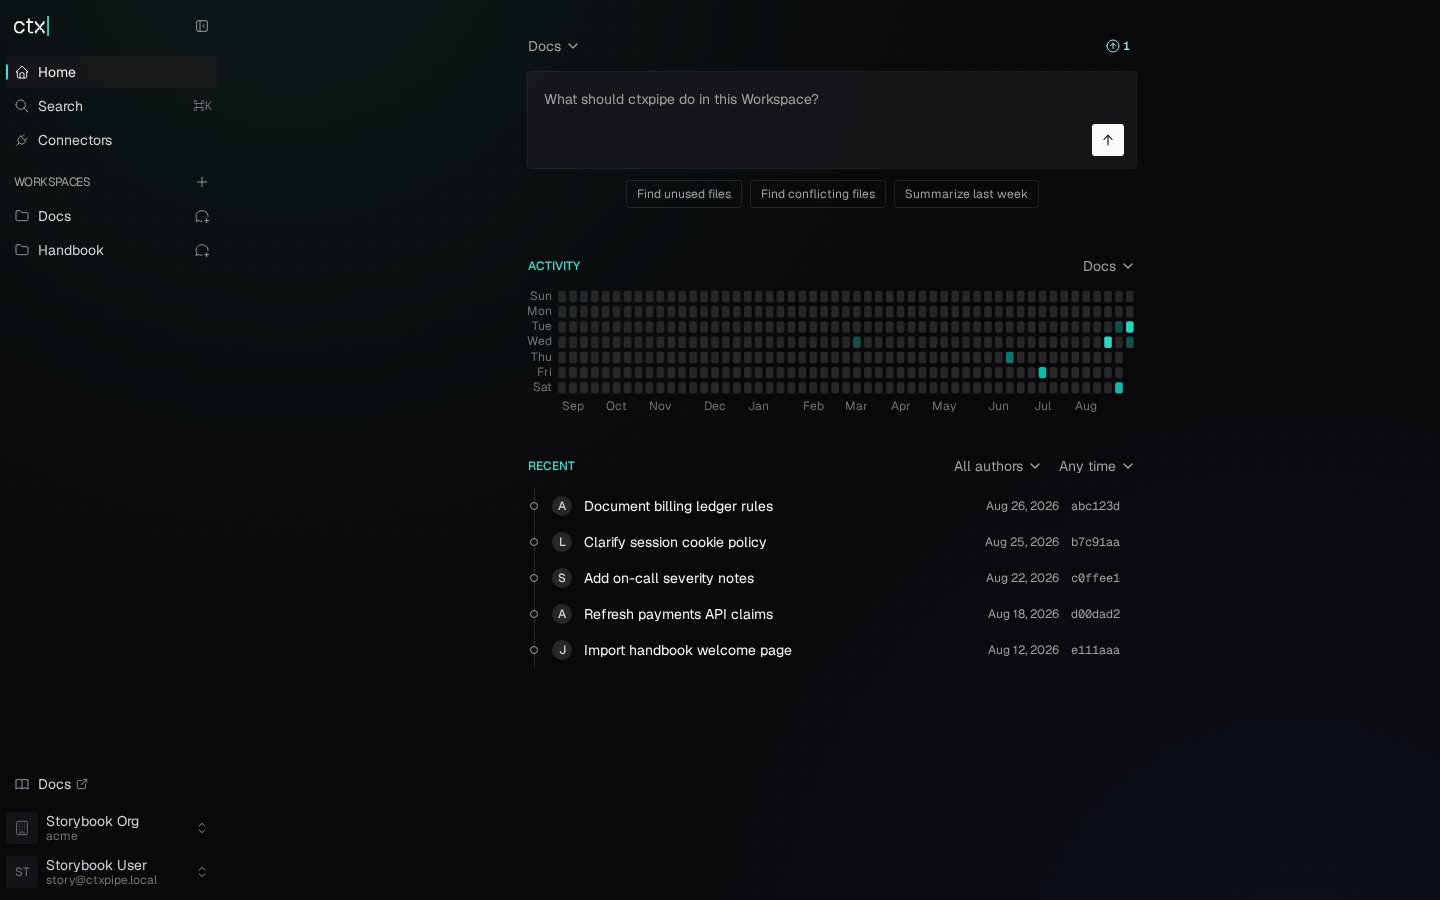 ctx
Home
Search ⌘K
Connectors
WORKSPACES
Docs
Handbook
Docs
Storybook Org
acme
ST
Storybook User
story@ctxpipe.local
Docs
1
What should ctxpipe do in this Workspace?
Find unused files
Find conflicting files
Summarize last week
ACTIVITY
Docs
Sun
Mon
Tue
Wed
Thu
Fri
Sat
Sep Oct Nov Dec Jan Feb Mar Apr May Jun Jul Aug
RECENT
All authors
Any time
A Document billing ledger rules Aug 26, 2026 abc123d
L Clarify session cookie policy Aug 25, 2026 b7c91aa
S Add on-call severity notes Aug 22, 2026 c0ffee1
A Refresh payments API claims Aug 18, 2026 d00dad2
J Import handbook welcome page Aug 12, 2026 e111aaa